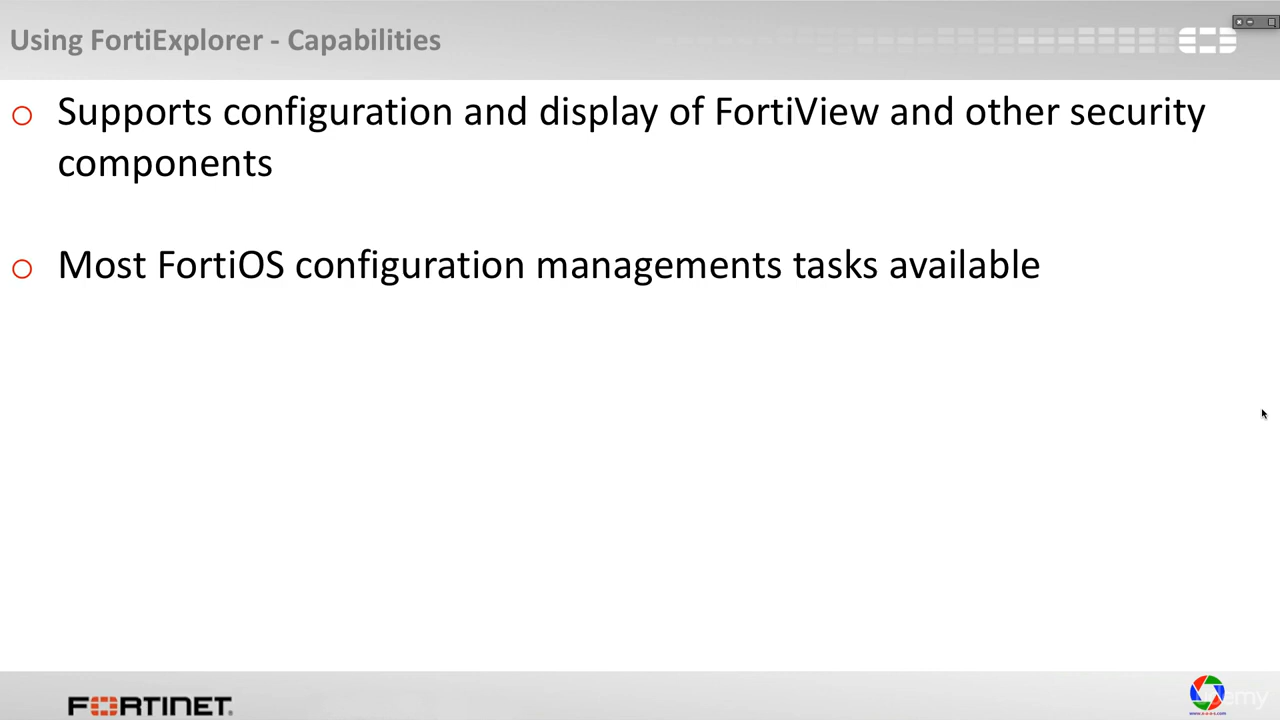 Using FortiExplorer - Capabilities
Supports configuration and display of FortiView and other security
components
Most FortiOS configuration managements tasks available
FORTINET
Udemy